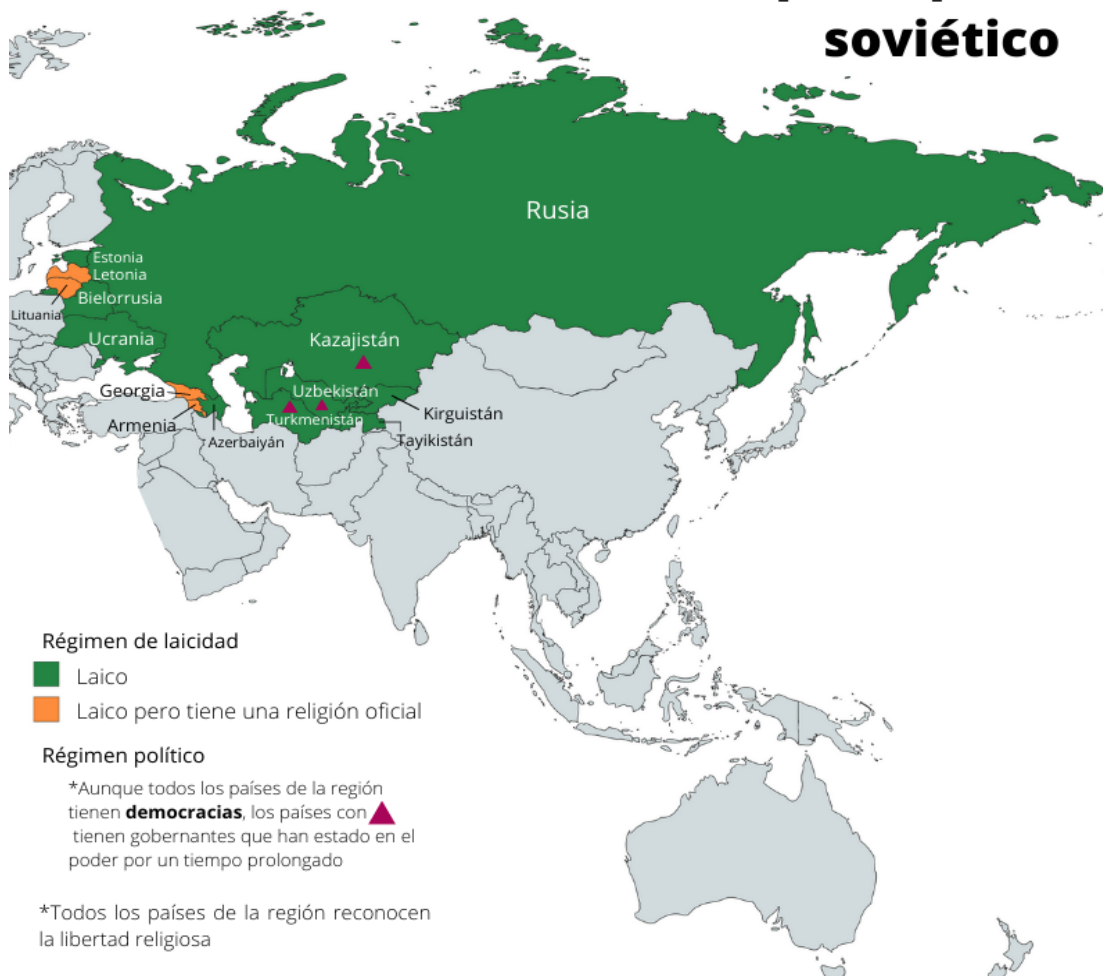 soviético
Rusia
Estonia
Letonia
Bielorrusia
Lituania
Ucrania
Kazajistán
Georgia
Uzbekistán
Kirguistán
Armenia
Turkmenistán
Azerbaiyán
Tayikistán
Régimen de laicidad
Laico
Laico pero tiene una religión oficial
Régimen político
*Aunque todos los países de la región
tienen democracias, los países con
tienen gobernantes que han estado en el
poder por un tiempo prolongado
*Todos los países de la región reconocen
la libertad religiosa